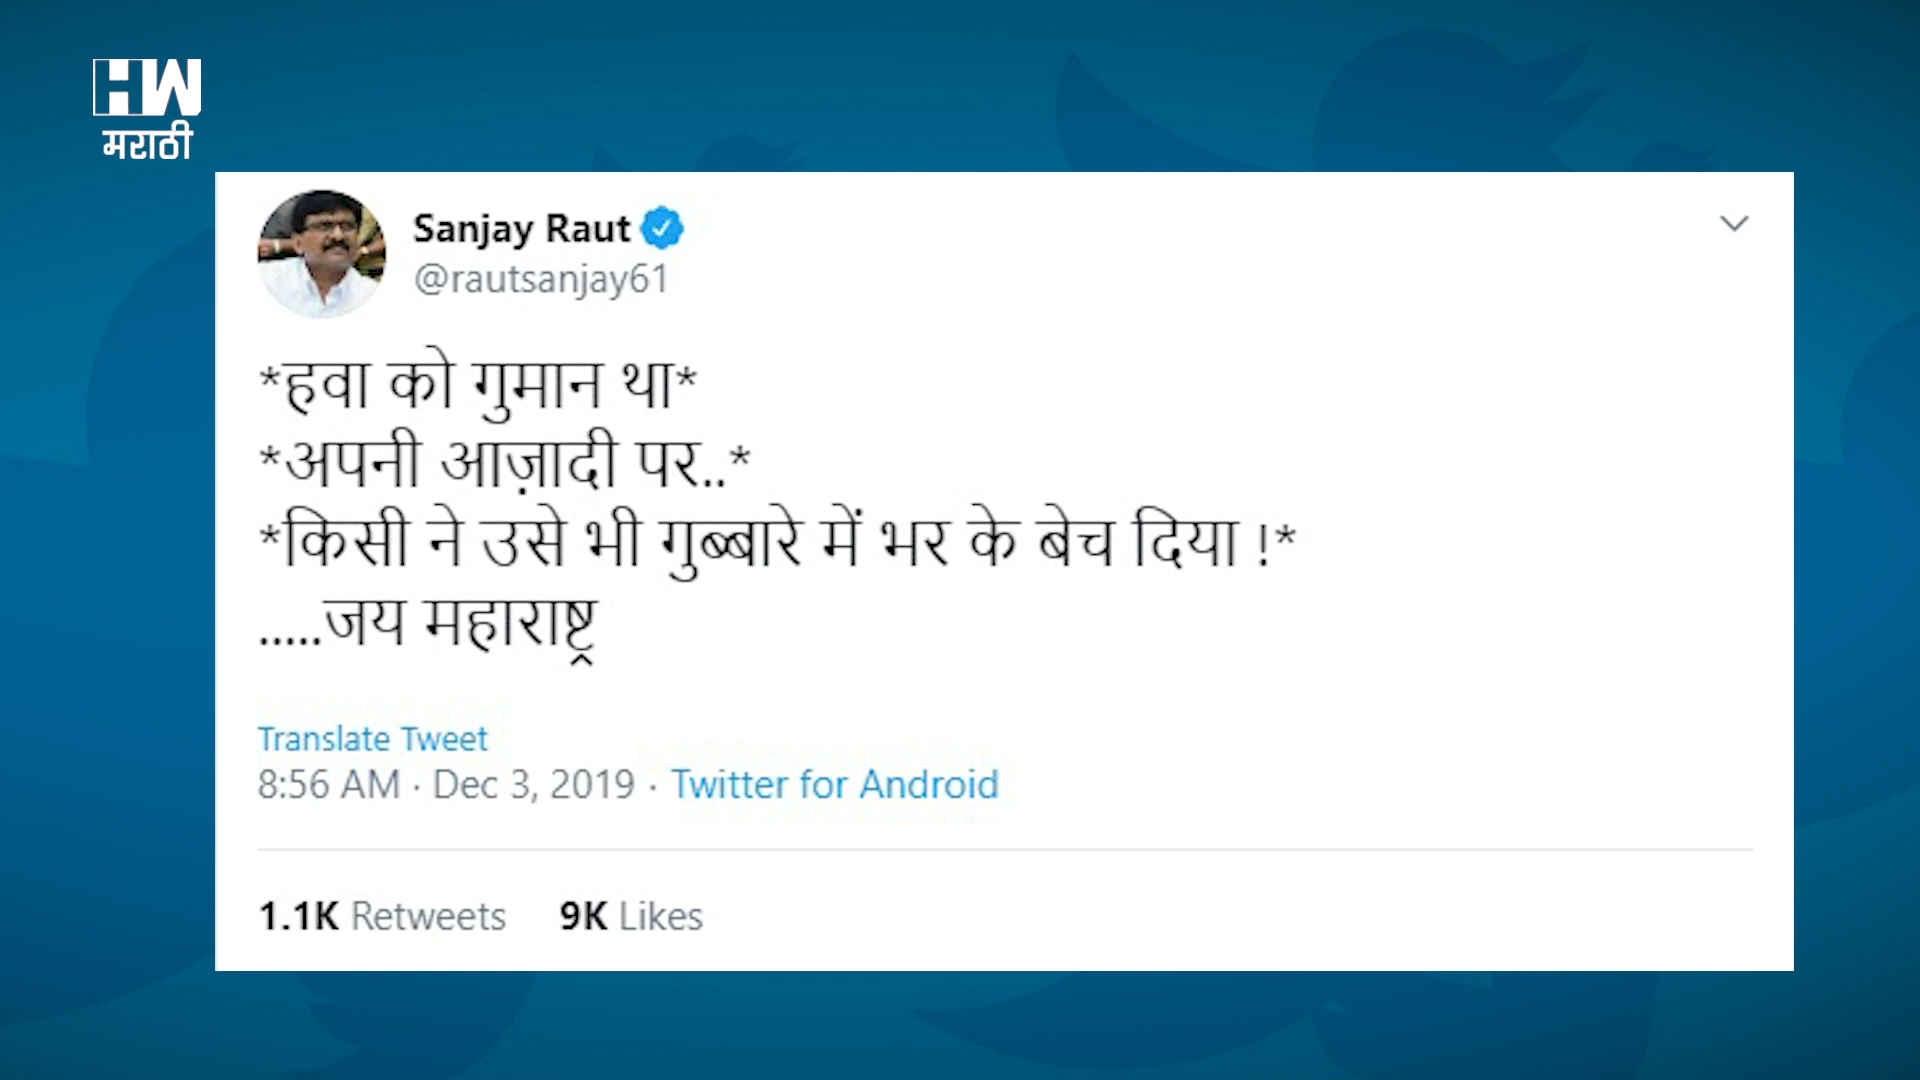 HW
मराठी
Sanjay Raut
@rautsanjay61
*हवा को गुमान था*
*अपनी आज़ादी पर..*
*किसी ने उसे भी गुब्बारे में भर के बेच दिया !*
.....जय महाराष्ट्र
Translate Tweet
8:56 AM · Dec 3, 2019 · Twitter for Android
1.1K Retweets 9K Likes